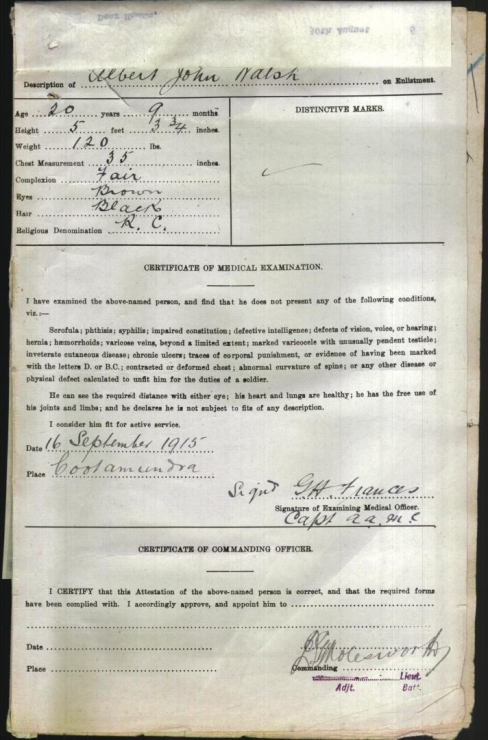 Dear Madam,
30th August
Description of Albert John Walsh on Enlistment.
Age 20 years 9 months
Height 5 feet 3 3/4 inches.
Weight 120 lbs.
Chest Measurement 35 inches.
Complexion Fair
Eyes Brown
Hair Black
Religious Denomination R. C.
DISTINCTIVE MARKS.
CERTIFICATE OF MEDICAL EXAMINATION.
I have examined the above-named person, and find that he does not present any of the following conditions,
viz.:—
Scrofula; phthisis; syphilis; impaired constitution; defective intelligence; defects of vision, voice, or hearing;
hernia; hæmorrhoids; varicose veins, beyond a limited extent; marked varicocele with unusually pendent testicle;
inveterate cutaneous disease; chronic ulcers; traces of corporal punishment, or evidence of having been marked
with the letters D. or B.C.; contracted or deformed chest; abnormal curvature of spine; or any other disease or
physical defect calculated to unfit him for the duties of a soldier.
He can see the required distance with either eye; his heart and lungs are healthy; he has the free use of
his joints and limbs; and he declares he is not subject to fits of any description.
I consider him fit for active service.
Date 16 September 1915
Place Cootamundra
Signd G H Frances
Signature of Examining Medical Officer.
Capt a.a.m.c
CERTIFICATE OF COMMANDING OFFICER.
I CERTIFY that this Attestation of the above-named person is correct, and that the required forms
have been complied with. I accordingly approve, and appoint him to
Date
Molesworth
Place
Commanding
Lieut.
Adjt. Batt.